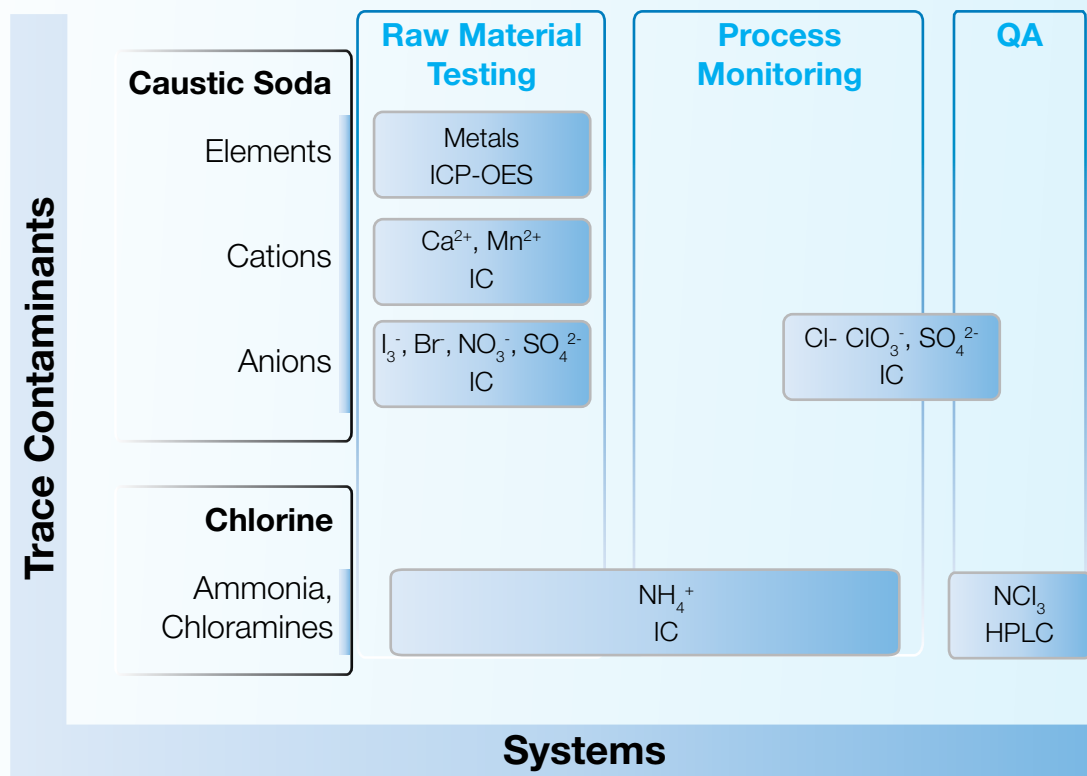 Raw Material
Testing
Process
Monitoring
QA
Trace Contaminants
Caustic Soda
Elements
Metals
ICP-OES
Cations
Ca²⁺, Mn²⁺
IC
Anions
I₃⁻, Br⁻, NO₃⁻, SO₄²⁻
IC
Cl- ClO₃⁻, SO₄²⁻
IC
Chlorine
Ammonia,
Chloramines
NH₄⁺
IC
NCl₃
HPLC
Systems